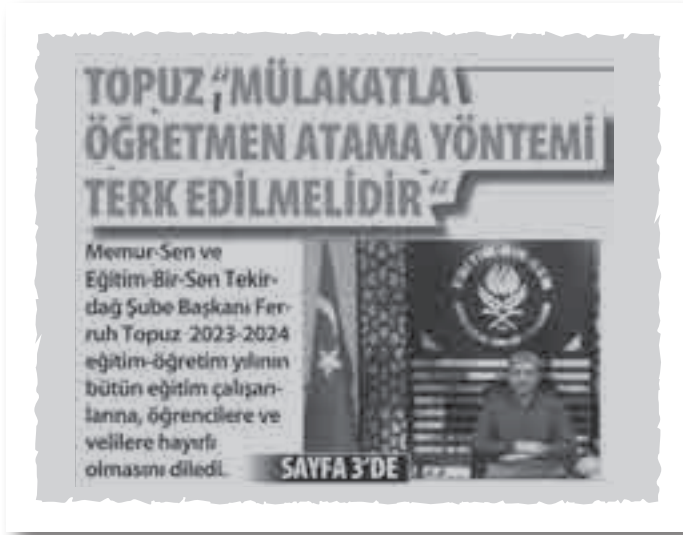 TOPUZ “MÜLAKATLA
ÖĞRETMEN ATAMA YÖNTEMİ
TERK EDİLMELİDİR“
Memur-Sen ve
Eğitim-Bir-Sen Tekir-
dağ Şube Başkanı Fer-
ruh Topuz 2023-2024
eğitim-öğretim yılının
bütün eğitim çalışan-
larına, öğrencilere ve
velilere hayırlı
olmasını diledi.
SAYFA 3'DE